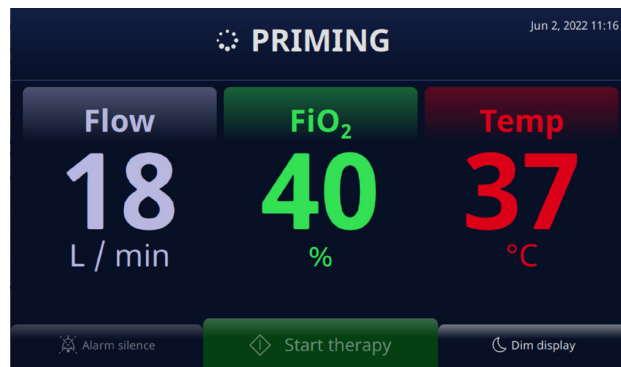 PRIMING
Jun 2, 2022 11:16
Flow
FiO₂
Temp
18
40
37
L / min
%
°C
Alarm silence
Start therapy
Dim display